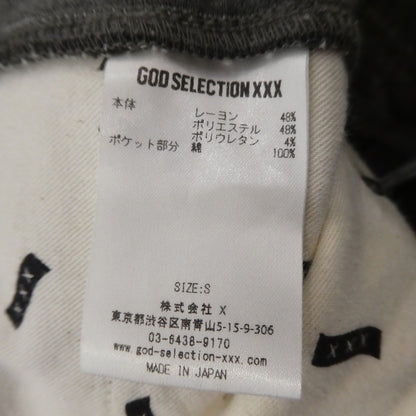 GOD SELECTION XXX
本体 レーヨン 48%
ポリエステル 48%
ポリウレタン 4%
ポケット部分 綿 100%
SIZE:S
株式会社 X
東京都渋谷区南青山5-15-9-306
03-6438-9170
www.god-selection-xxx.com
MADE IN JAPAN
XXX
XXX